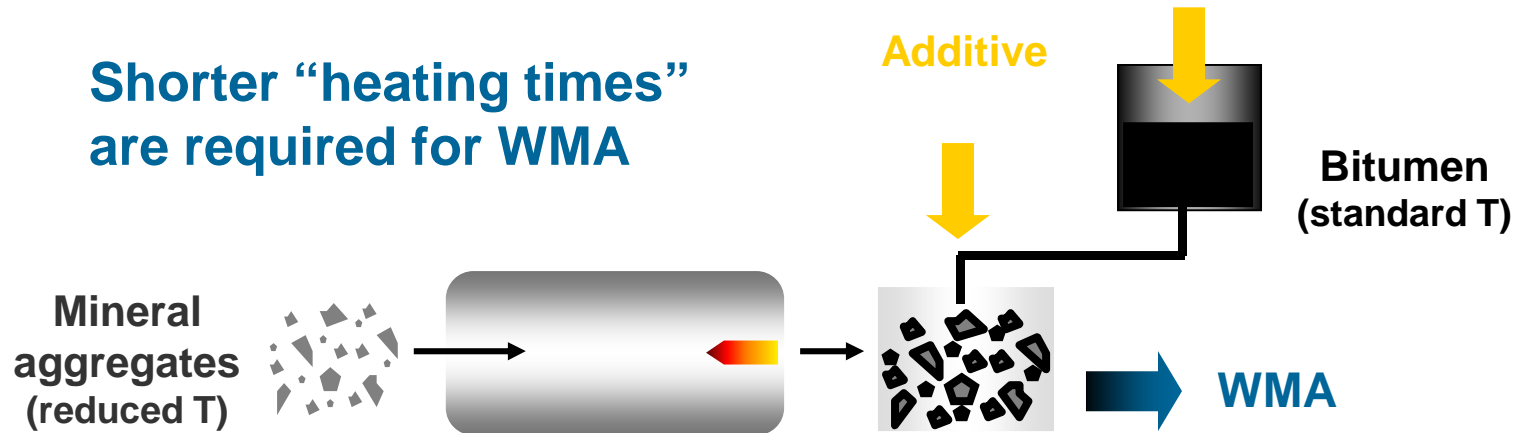 Shorter “heating times”
are required for WMA
Additive
Bitumen
(standard T)
Mineral
aggregates
(reduced T)
WMA